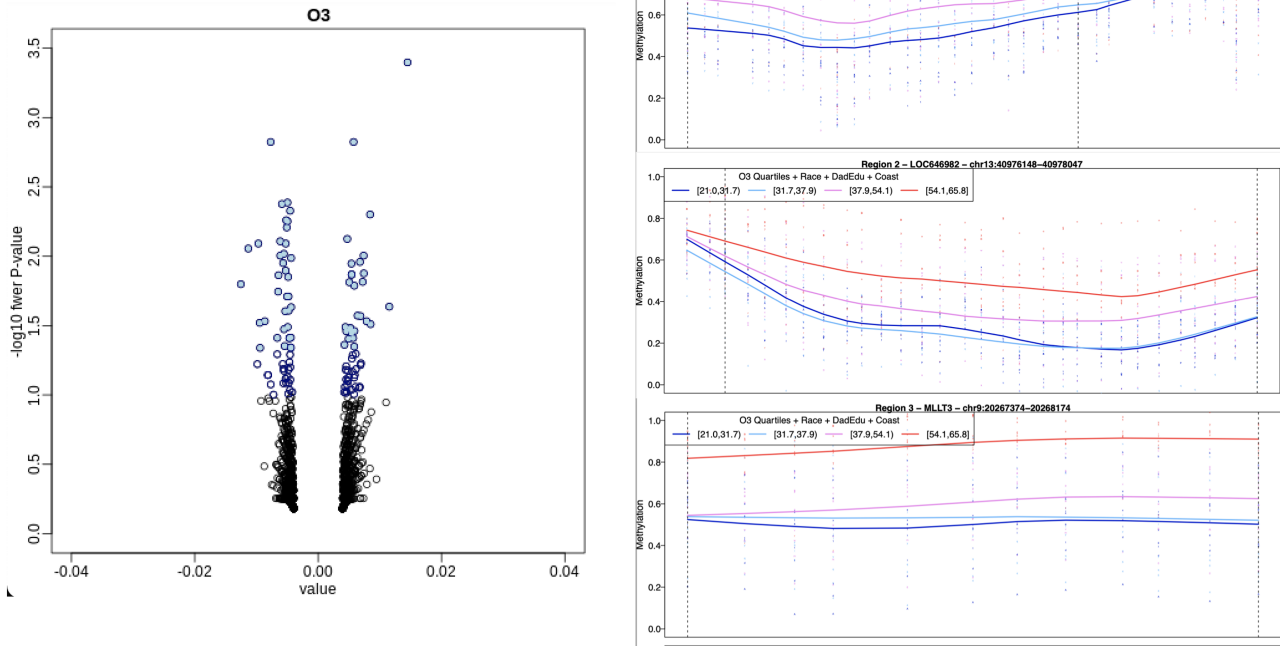 O3
-log10 fwer P-value
3.5
3.0
2.5
2.0
1.5
1.0
0.5
0.0
-0.04
-0.02
0.00
0.02
0.04
value
Methylation
0.6
0.4
0.2
0.0
Region 2 – LOC646982 – chr13:40976148–40978047
O3 Quartiles + Race + DadEdu + Coast
[21.0,31.7) [31.7,37.9) [37.9,54.1) [54.1,65.8]
Methylation
1.0
0.8
0.6
0.4
0.2
0.0
Region 3 – MLLT3 – chr9:20267374–20268174
O3 Quartiles + Race + DadEdu + Coast
[21.0,31.7) [31.7,37.9) [37.9,54.1) [54.1,65.8]
Methylation
1.0
0.8
0.6
0.4
0.2
0.0